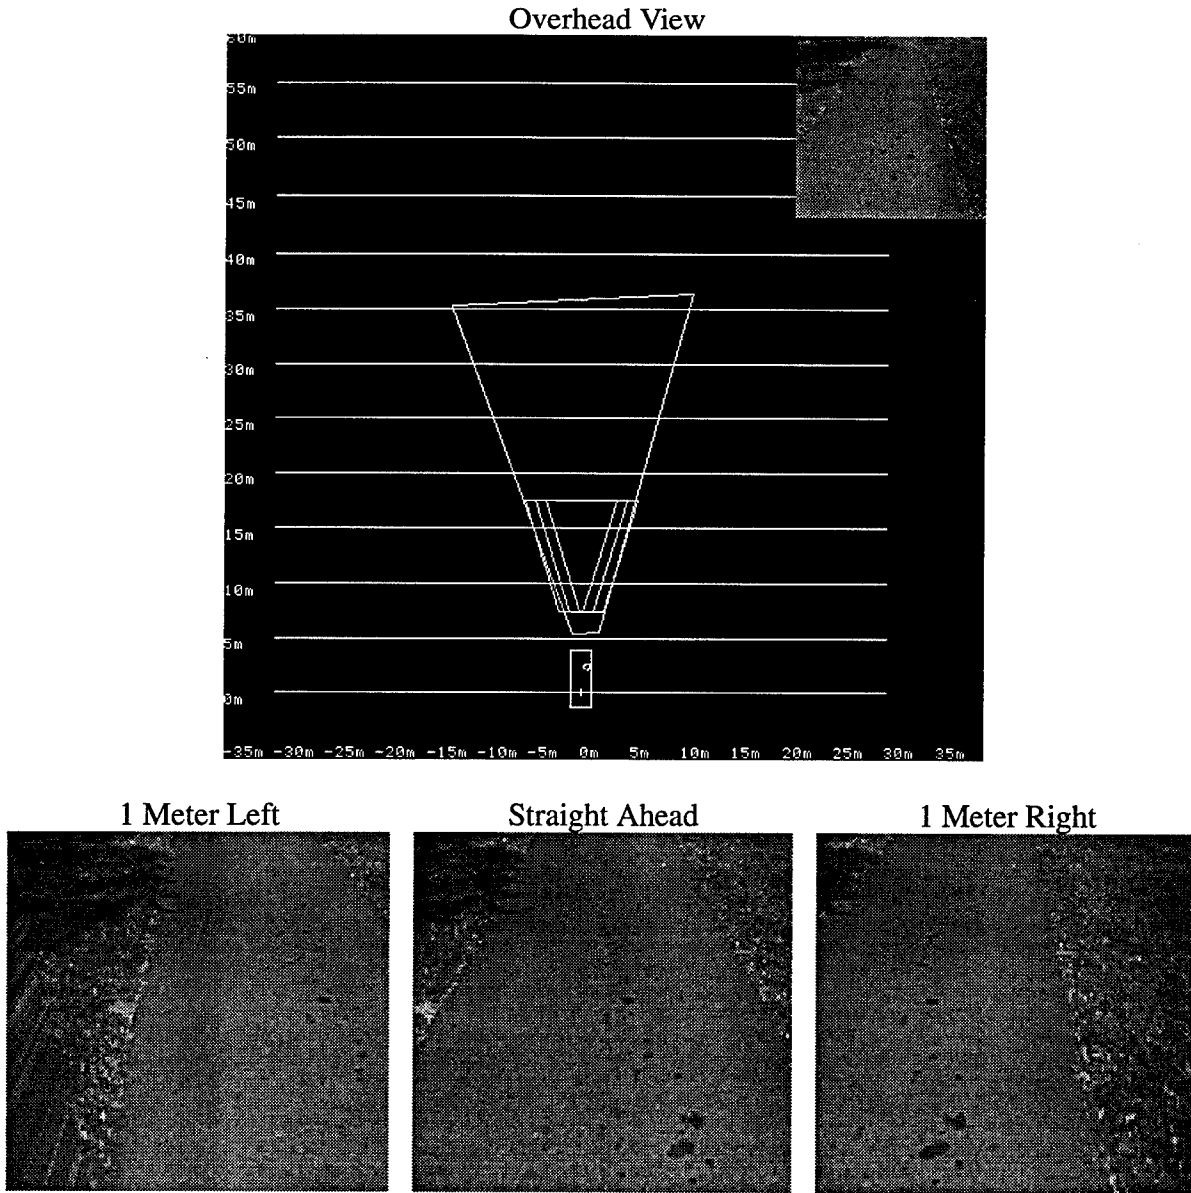 Overhead View
60m
55m
50m
45m
40m
35m
30m
25m
20m
15m
10m
5m
0m
-35m -30m -25m -20m -15m -10m -5m 0m 5m 10m 15m 20m 25m 30m 35m
1 Meter Left Straight Ahead 1 Meter Right